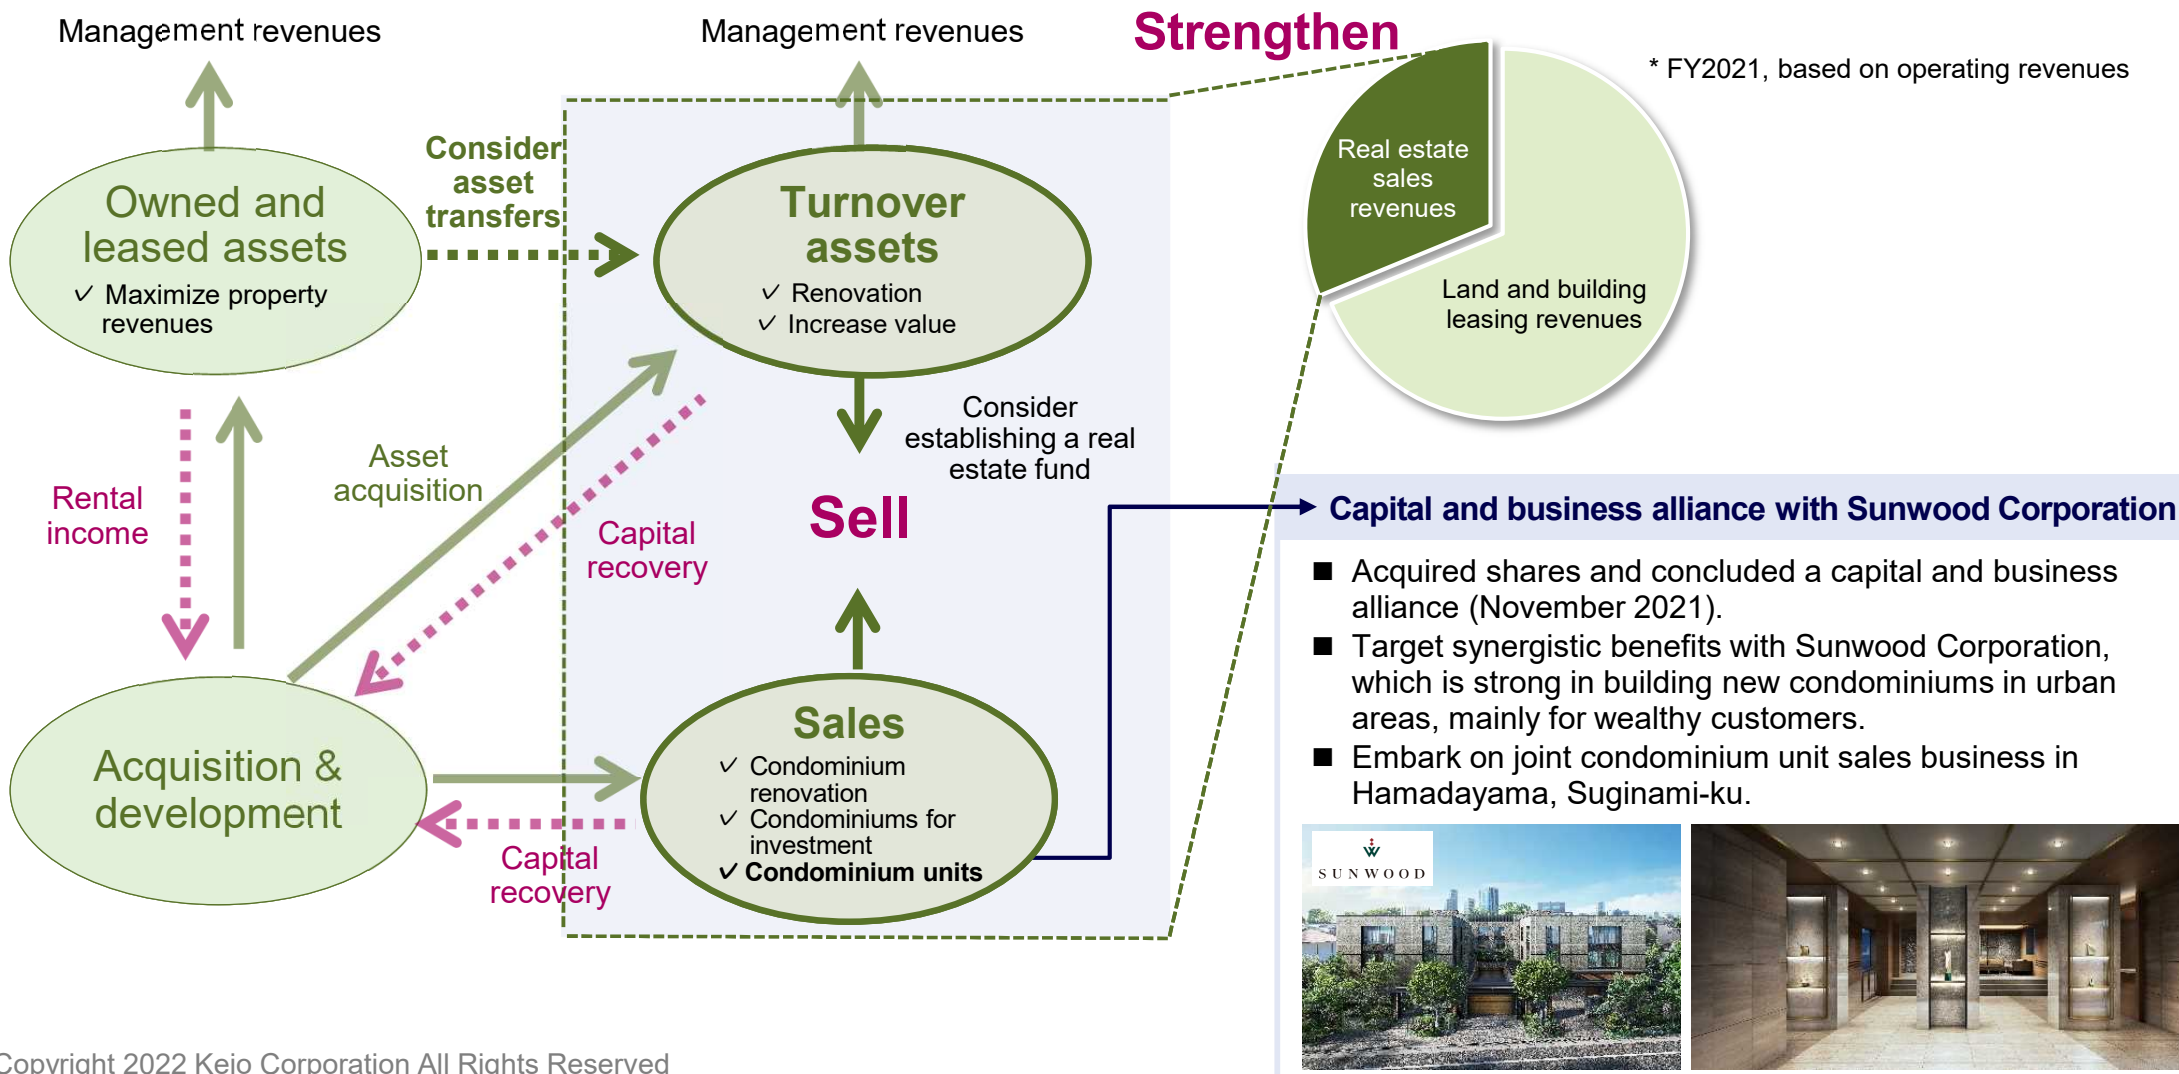 Management revenues
Management revenues
Strengthen
* FY2021, based on operating revenues
Owned and
leased assets
✓ Maximize property
revenues
Consider
asset
transfers
Turnover
assets
✓ Renovation
✓ Increase value
Real estate
sales
revenues
Land and building
leasing revenues
Rental
income
Asset
acquisition
Capital
recovery
Consider
establishing a real
estate fund
Sell
Acquisition &
development
Capital
recovery
Sales
✓ Condominium
renovation
✓ Condominiums for
investment
✓ Condominium units
Capital and business alliance with Sunwood Corporation
■ Acquired shares and concluded a capital and business
alliance (November 2021).
■ Target synergistic benefits with Sunwood Corporation,
which is strong in building new condominiums in urban
areas, mainly for wealthy customers.
■ Embark on joint condominium unit sales business in
Hamadayama, Suginami-ku.
SUNWOOD
Copyright 2022 Keio Corporation All Rights Reserved